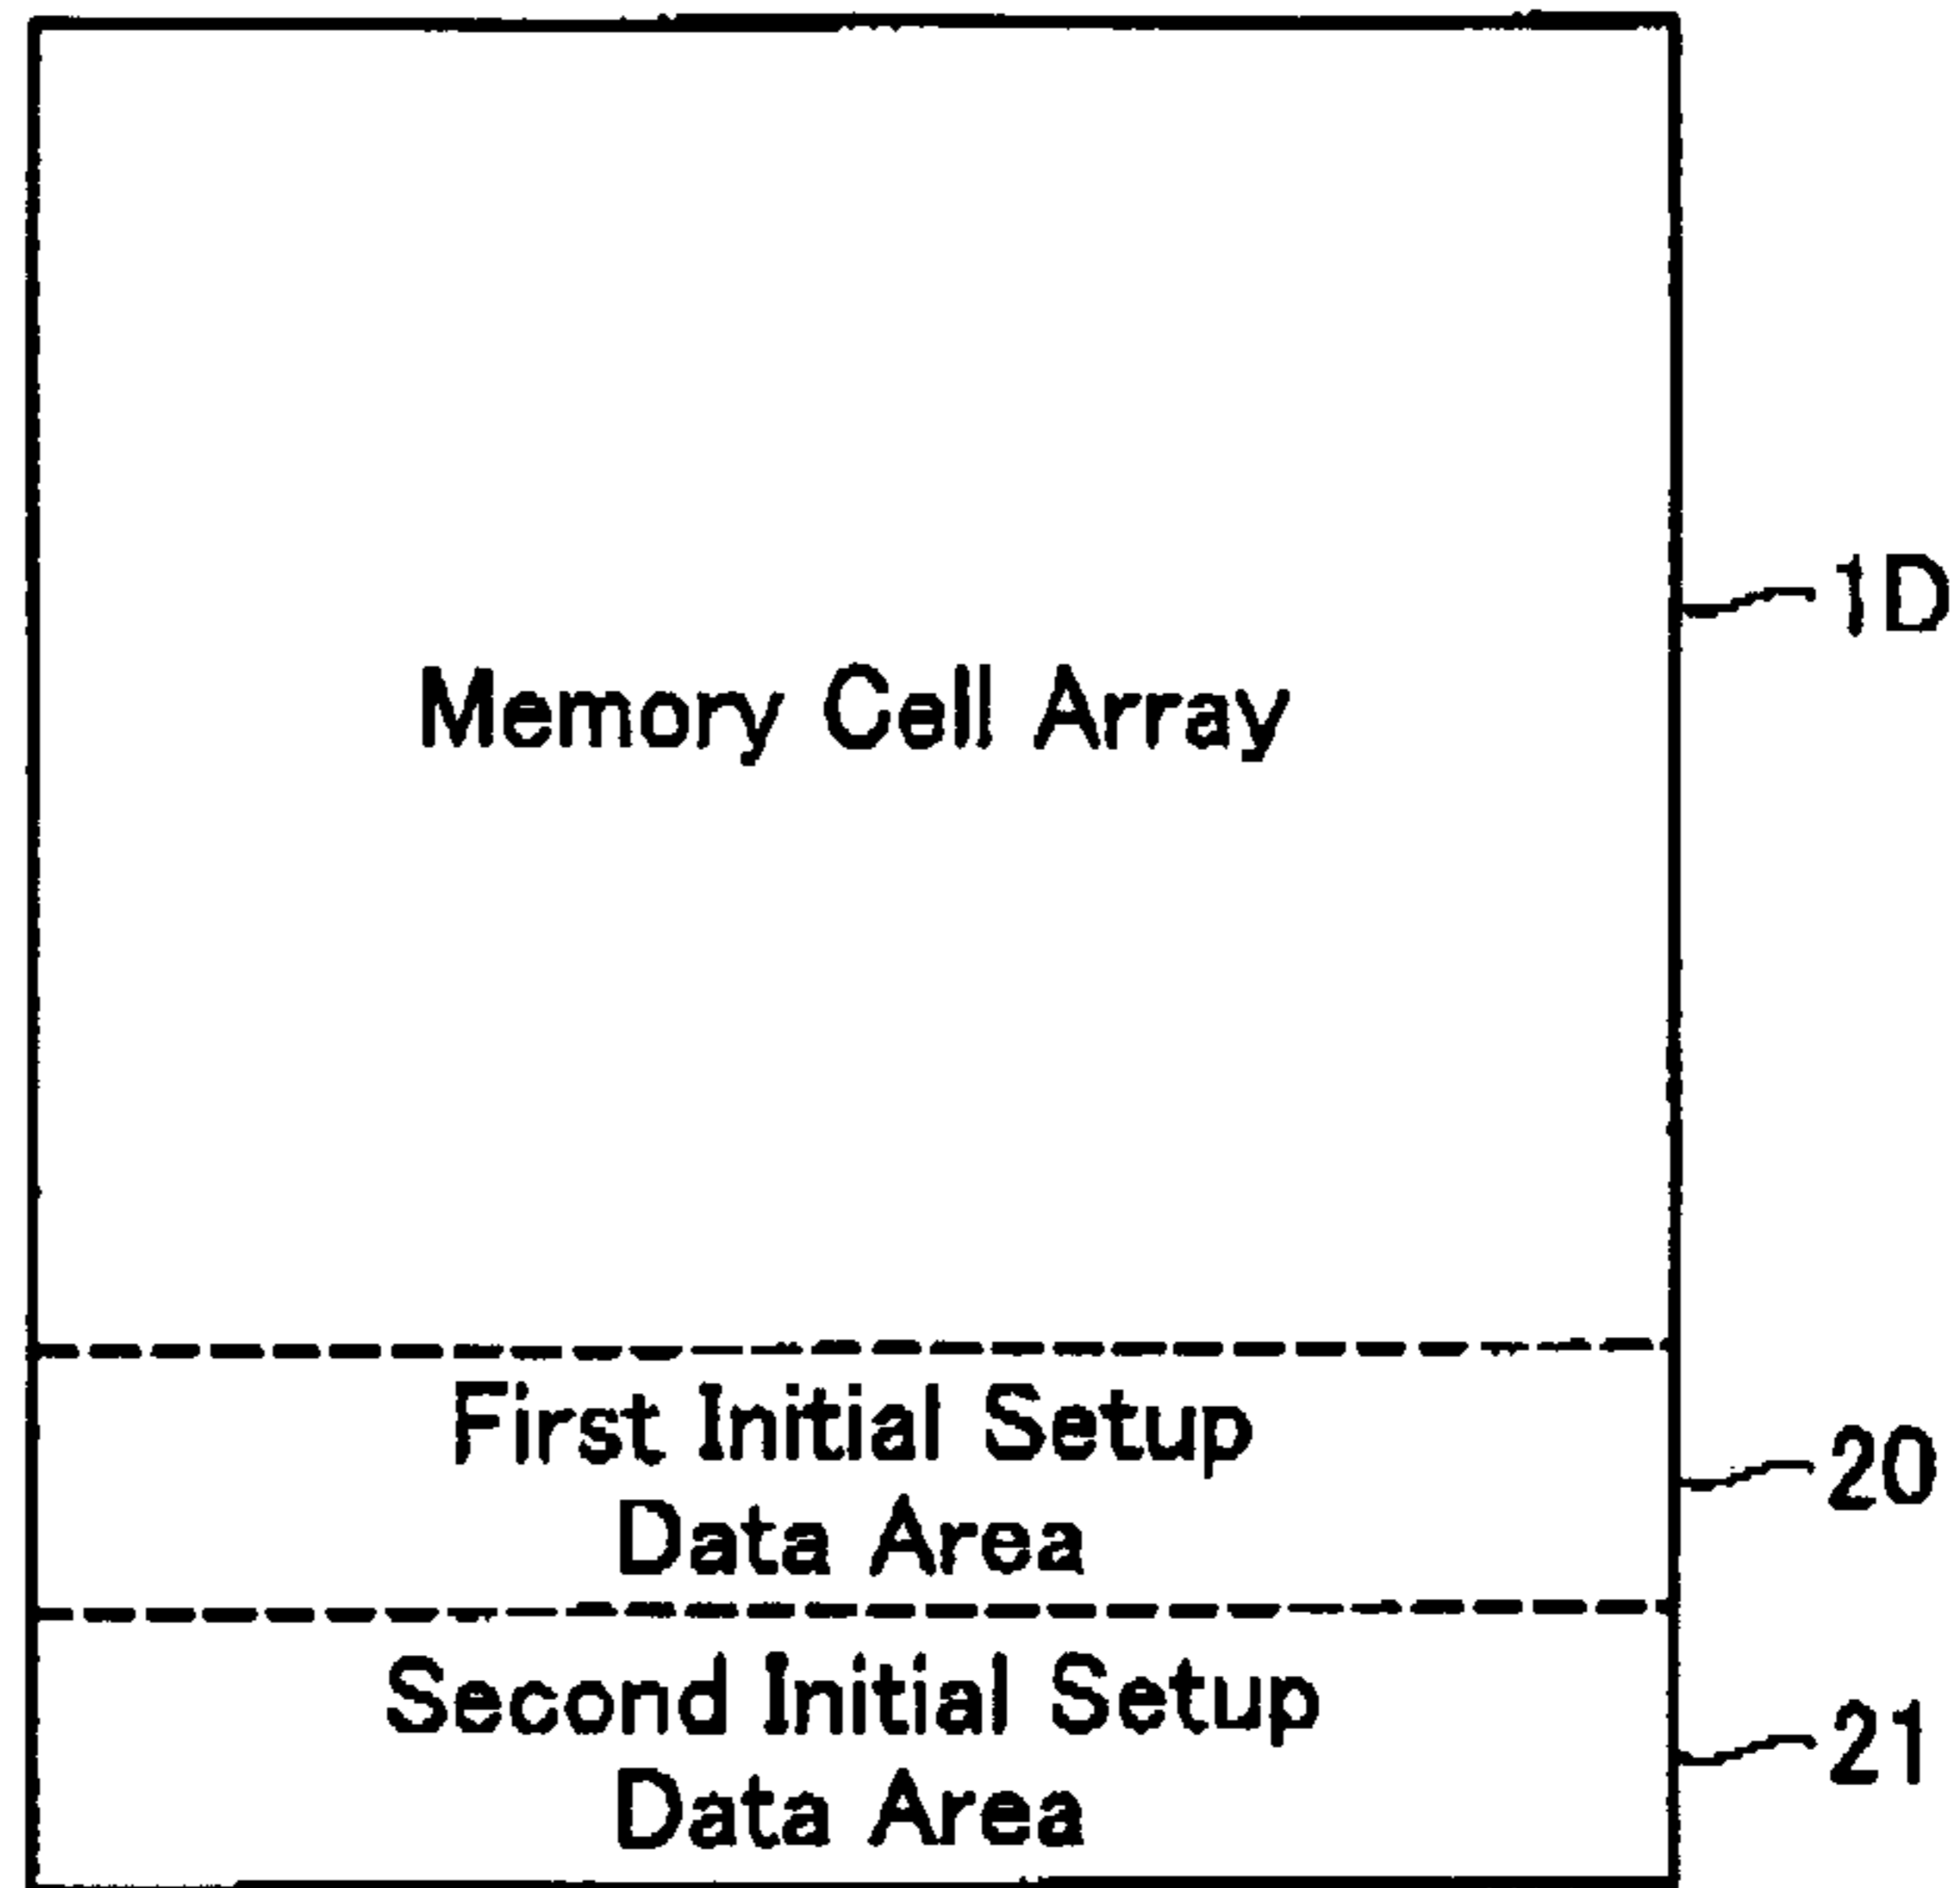 1D
Memory Cell Array
First Initial Setup
Data Area
20
Second Initial Setup
Data Area
21